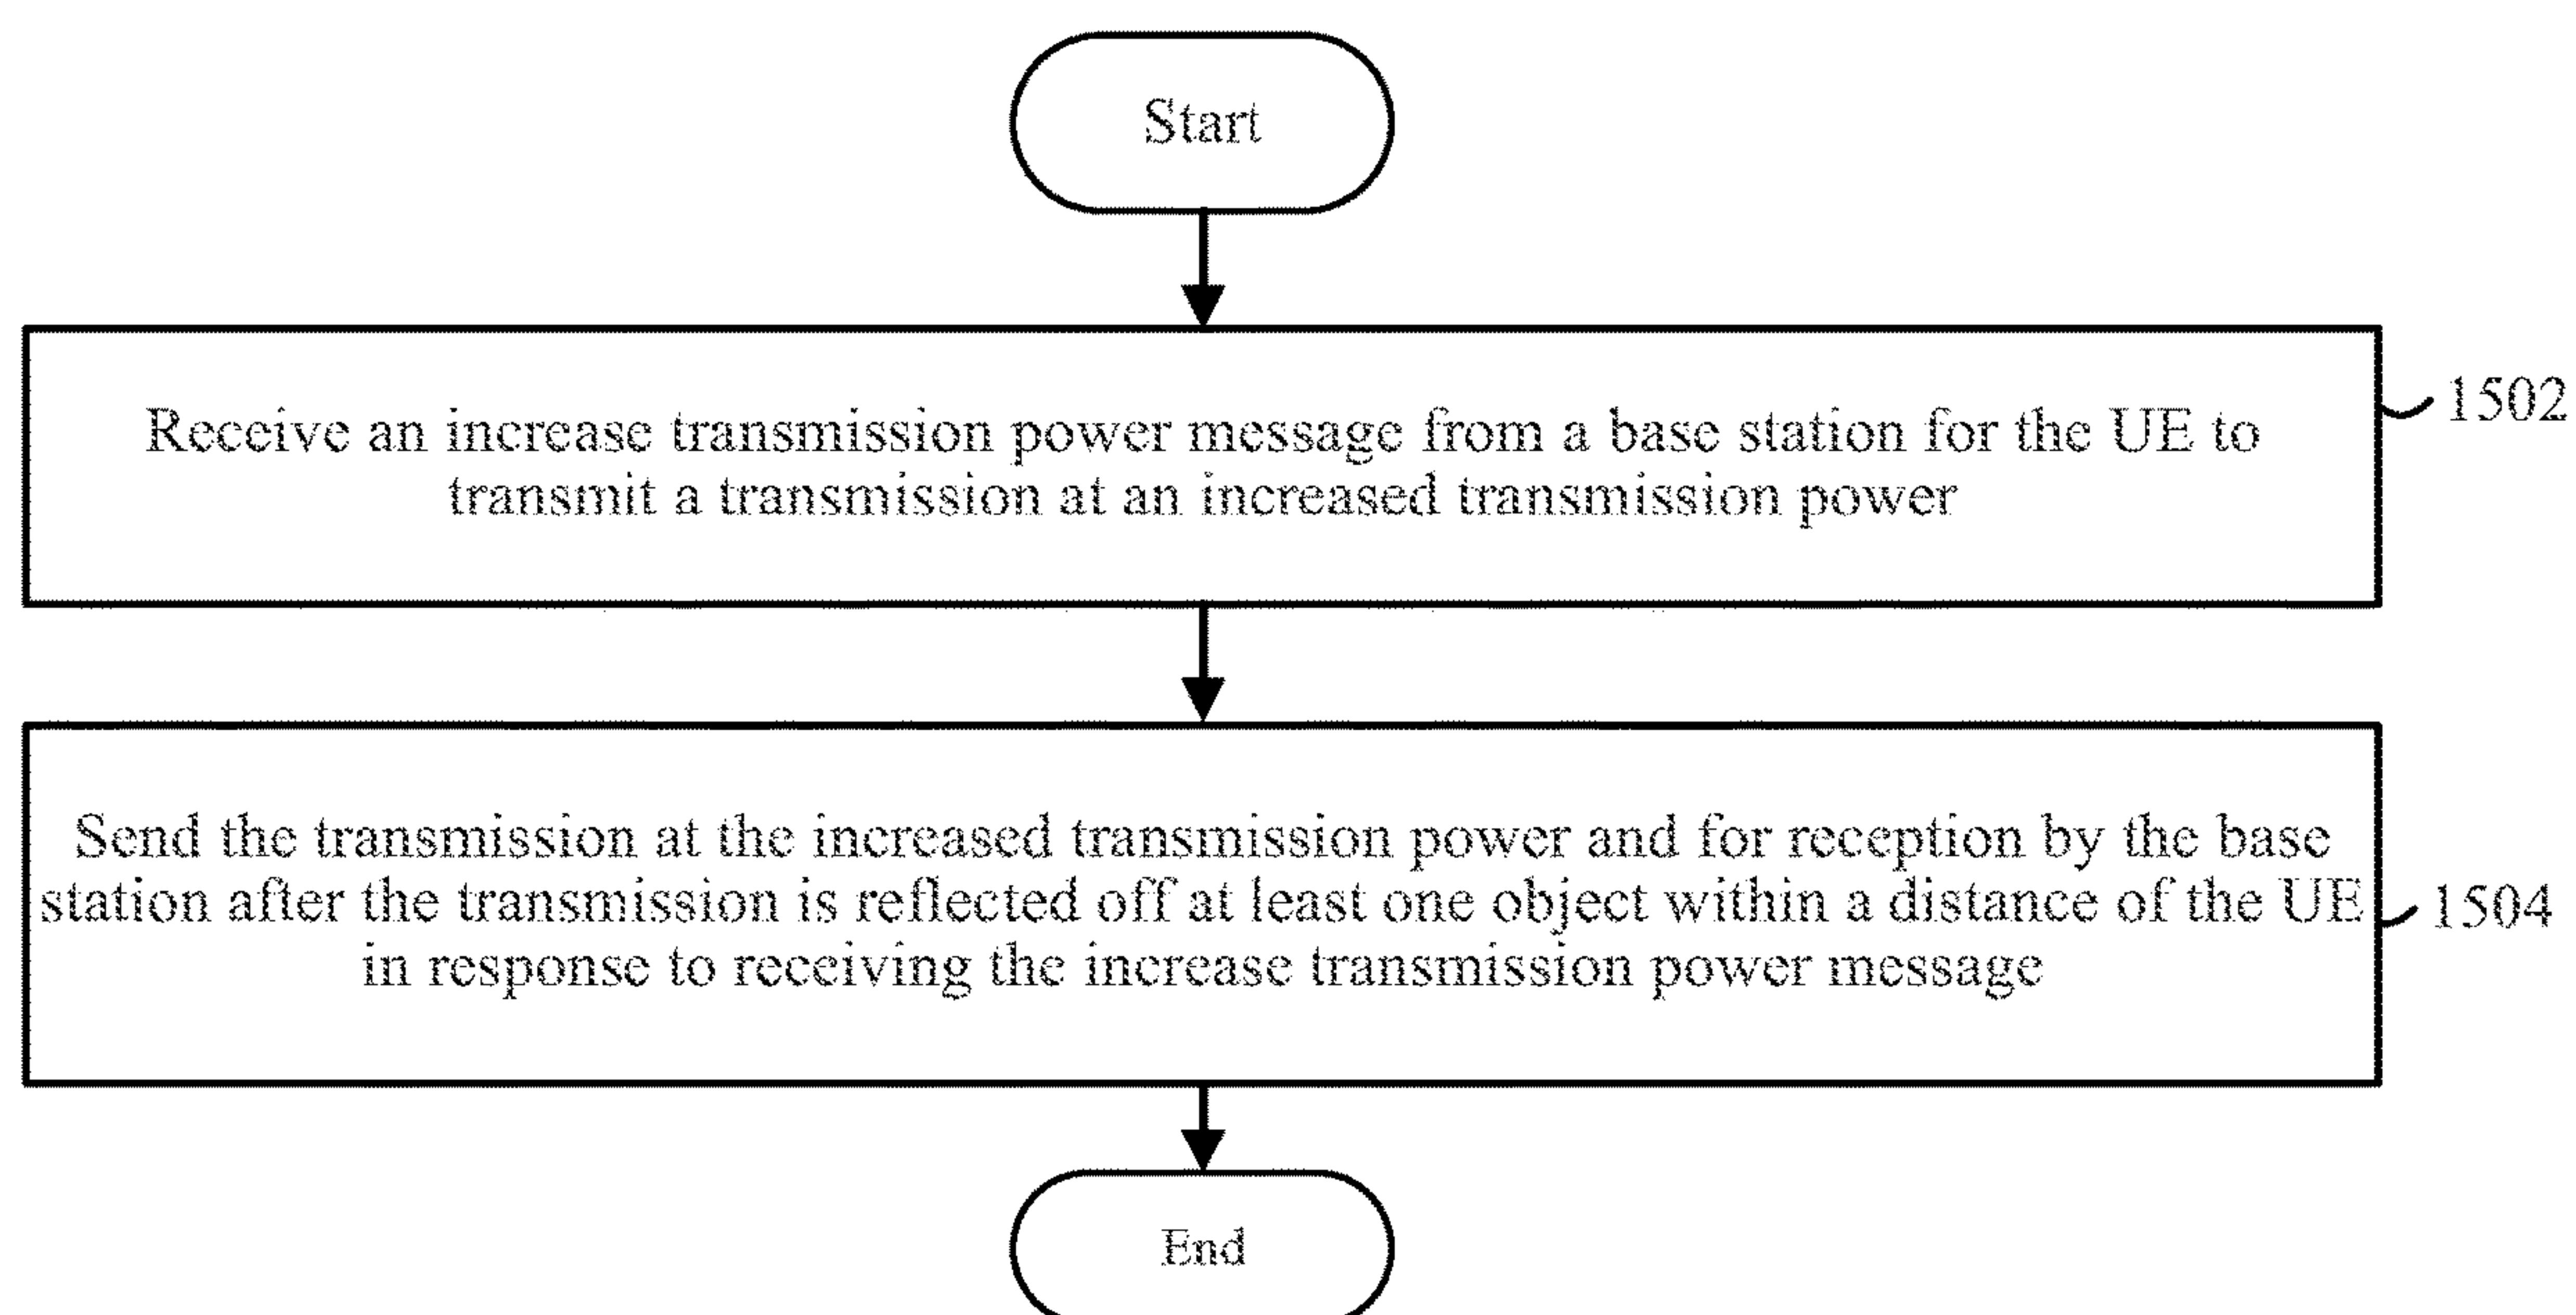 Start
Receive an increase transmission power message from a base station for the UE to
transmit a transmission at an increased transmission power
1502
Send the transmission at the increased transmission power and for reception by the base
station after the transmission is reflected off at least one object within a distance of the UE
in response to receiving the increase transmission power message
1504
End